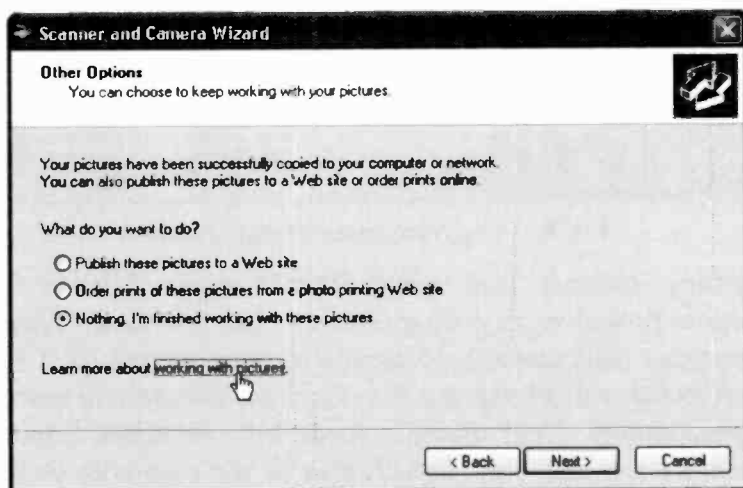 Scanner and Camera Wizard
Other Options
You can choose to keep working with your pictures.
Your pictures have been successfully copied to your computer or network.
You can also publish these pictures to a Web site or order prints online.
What do you want to do?
Publish these pictures to a Web site
Order prints of these pictures from a photo printing Web site
Nothing. I'm finished working with these pictures
Learn more about working with pictures.
< Back
Next >
Cancel